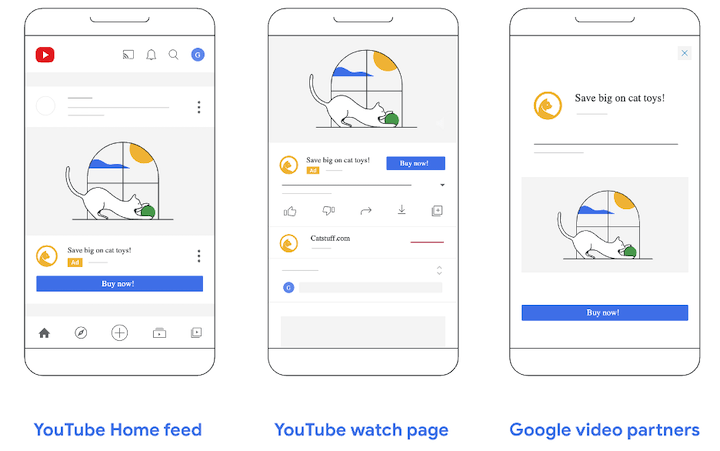 G
Save big on cat toys!
Ad
Buy now!
YouTube Home feed
Save big on cat toys!
Ad
Buy now!
Catstuff.com
G
YouTube watch page
Save big on cat toys!
Buy now!
Google video partners